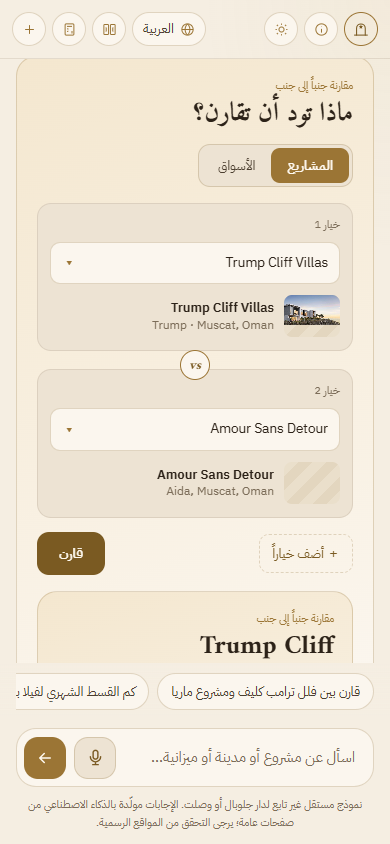 العربية
مقارنة جنباً إلى جنب
ماذا تود أن تقارن؟
المشاريع
الأسواق
خيار 1
Trump Cliff Villas
Trump Cliff Villas
Trump · Muscat, Oman
vs
خيار 2
Amour Sans Detour
Amour Sans Detour
Aida, Muscat, Oman
+ أضف خياراً
قارن
مقارنة جنباً إلى جنب
Trump Cliff
قارن بين فلل ترامب كليف ومشروع ماريا
كم القسط الشهري لفيلا
اسأل عن مشروع أو مدينة أو ميزانية...
نموذج مستقل غير تابع لدار جلوبال أو وصلت. الإجابات مولّدة بالذكاء الاصطناعي من
صفحات عامة؛ يرجى التحقق من المواقع الرسمية.